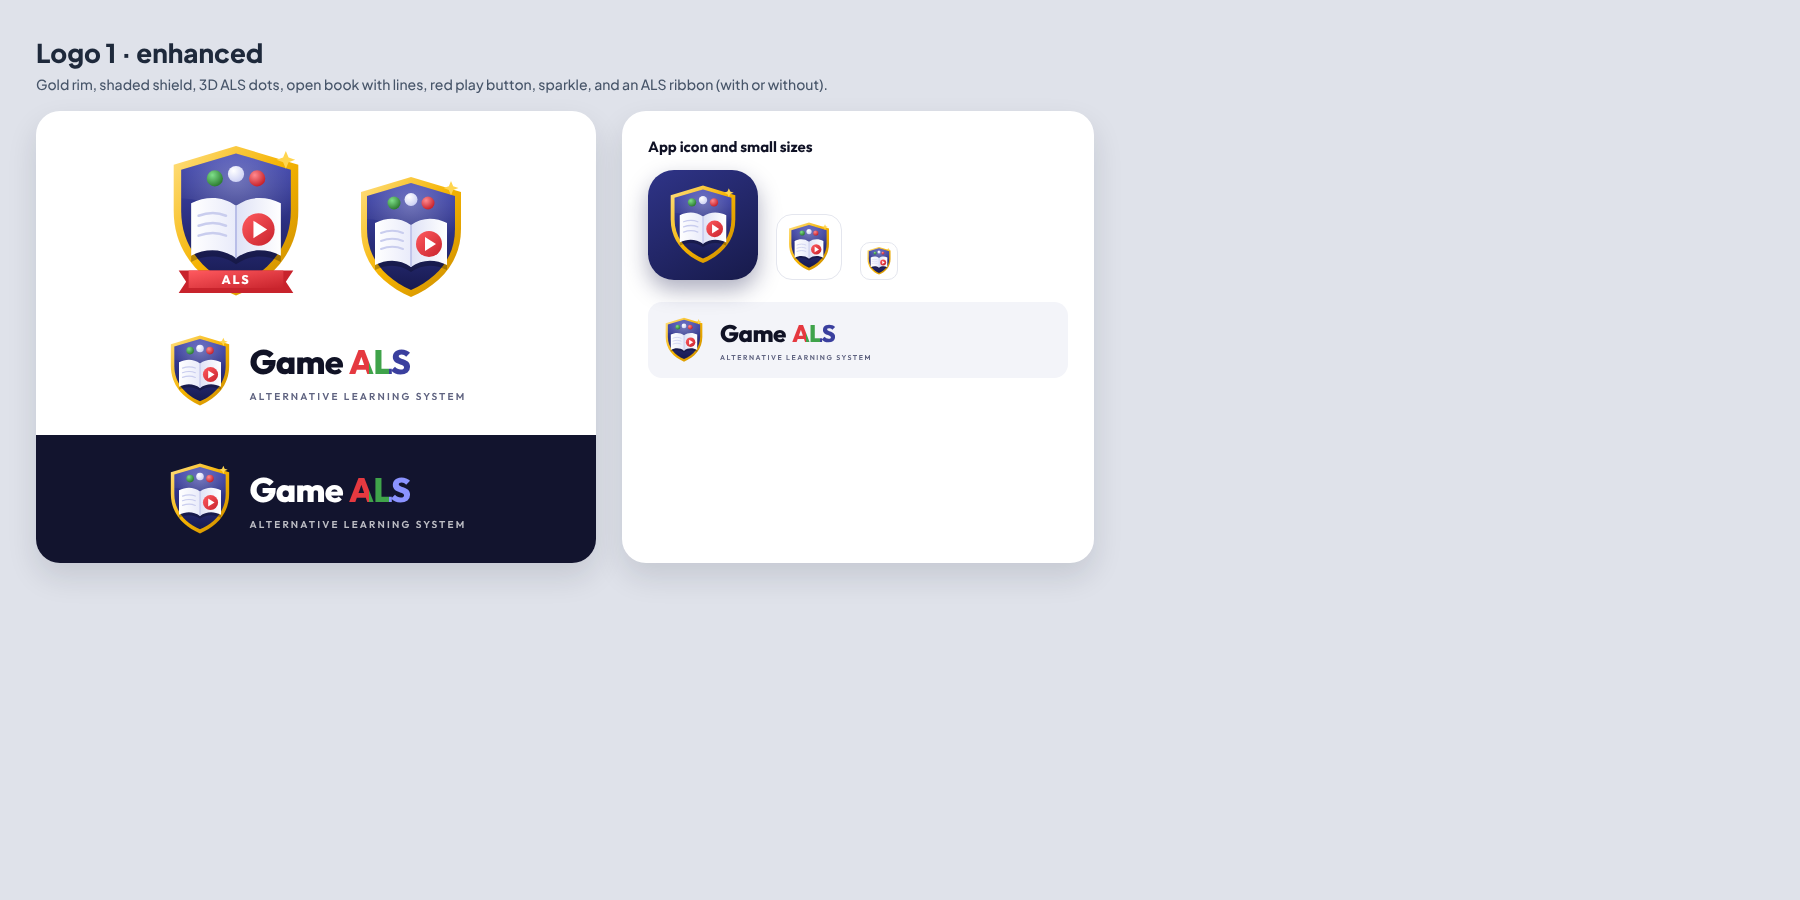 Logo 1 · enhanced
Gold rim, shaded shield, 3D ALS dots, open book with lines, red play button, sparkle, and an ALS ribbon (with or without).
ALS
Game ALS
ALTERNATIVE LEARNING SYSTEM
Game ALS
ALTERNATIVE LEARNING SYSTEM
App icon and small sizes
Game ALS
ALTERNATIVE LEARNING SYSTEM